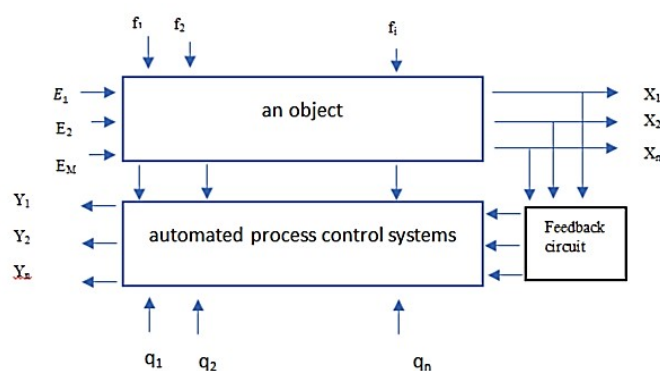 f₁ f₂ fᵢ
E₁
an object
X₁
E₂
X₂
E_M
Xₙ
Y₁
Y₂
Yₙ
automated process control systems
Feedback
circuit
q₁ q₂ qₙ